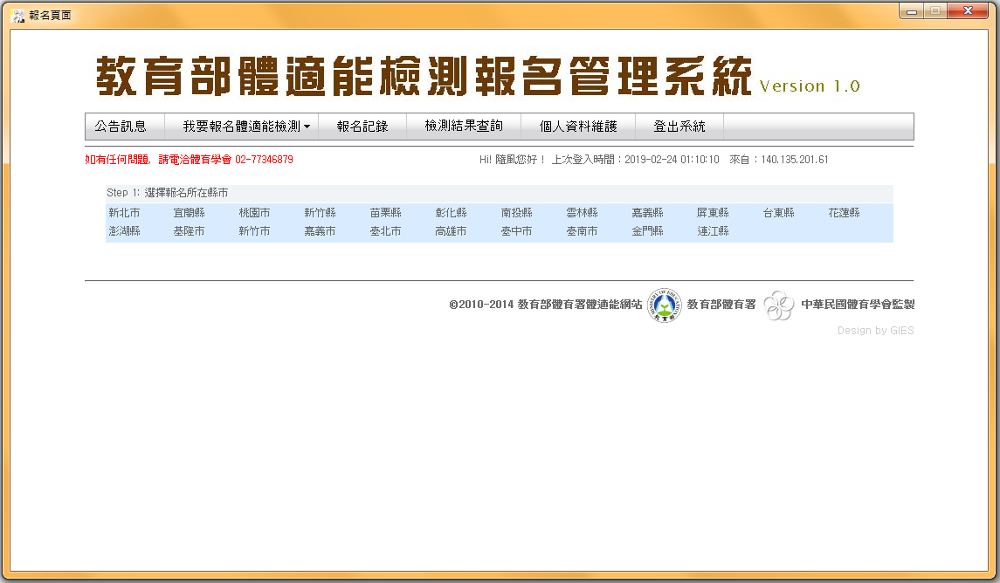 報名頁面
教育部體適能檢測報名管理系統 Version 1.0
公告訊息 我要報名體適能檢測 報名記錄 檢測結果查詢 個人資料維護 登出系統
如有任何問題, 請電洽體育學會 02-77346879 Hi! 隨風您好！ 上次登入時間：2019-02-24 01:10:10 來自：140.135.201.61
Step 1: 選擇報名所在縣市
新北市 宜蘭縣 桃園市 新竹縣 苗栗縣 彰化縣 南投縣 雲林縣 嘉義縣 屏東縣 台東縣 花蓮縣
澎湖縣 基隆市 新竹市 嘉義市 臺北市 高雄市 臺中市 臺南市 金門縣 連江縣
©2010-2014 教育部體育署體適能網站 MINISTRY OF EDUCATION 教育部 教育部體育署 中華民國體育學會監製
Design by GIES